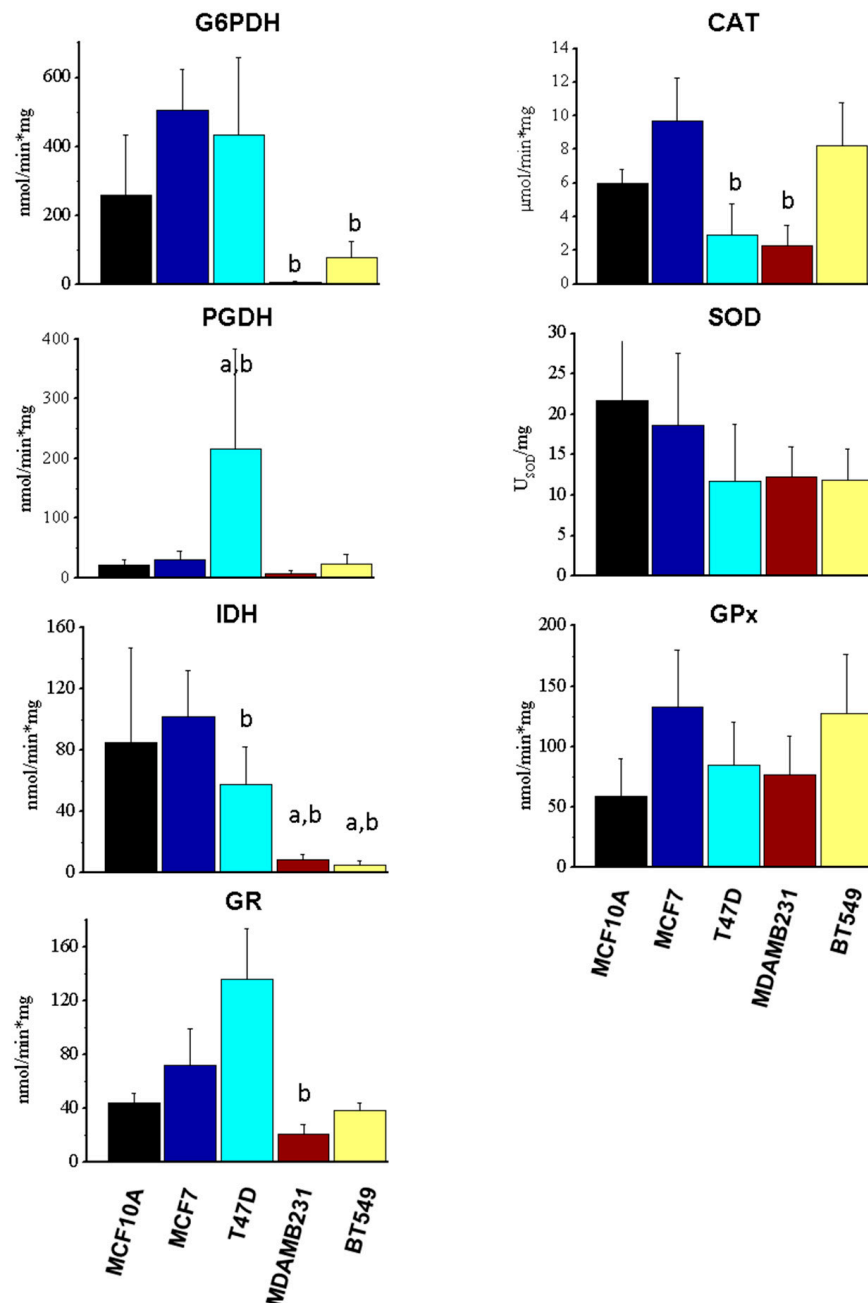 G6PDH
nmol/min*mg
600
400
200
0
b
b
PGDH
nmol/min*mg
400
300
200
100
0
a,b
IDH
nmol/min*mg
160
120
80
40
0
b
a,b
a,b
GR
nmol/min*mg
160
120
80
40
0
b
MCF10A
MCF7
T47D
MDAMB231
BT549
CAT
μmol/min*mg
14
12
10
8
6
4
2
0
b
b
SOD
U_SOD/mg
30
25
20
15
10
5
0
GPx
nmol/min*mg
200
150
100
50
0
MCF10A
MCF7
T47D
MDAMB231
BT549